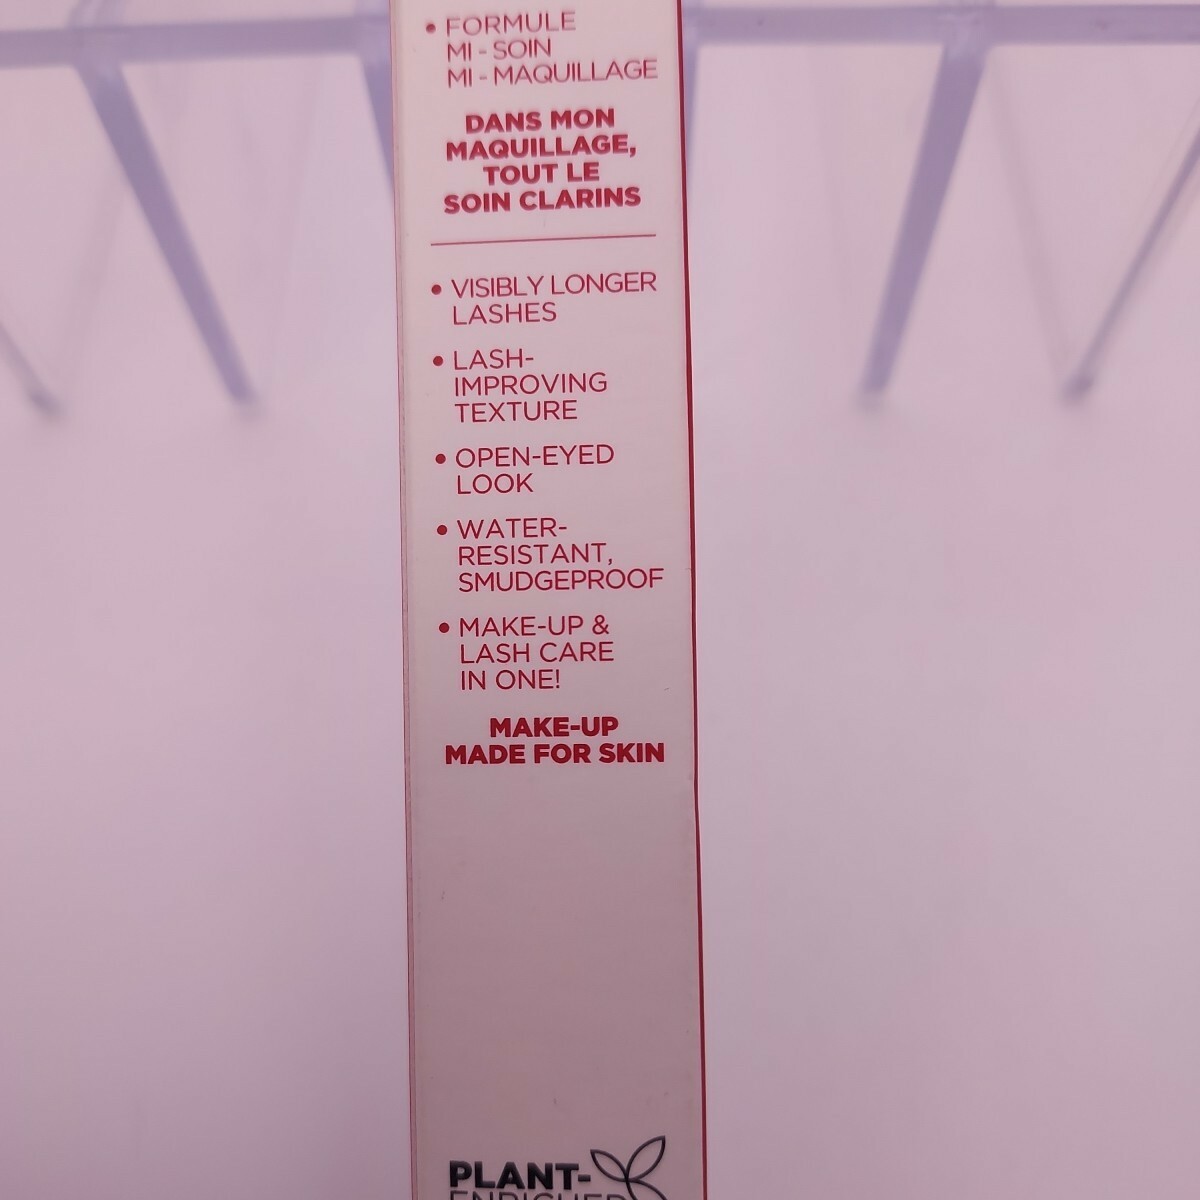 • FORMULE
MI - SOIN
MI - MAQUILLAGE
DANS MON
MAQUILLAGE,
TOUT LE
SOIN CLARINS
• VISIBLY LONGER
LASHES
• LASH-
IMPROVING
TEXTURE
• OPEN-EYED
LOOK
• WATER-
RESISTANT,
SMUDGEPROOF
• MAKE-UP &
LASH CARE
IN ONE!
MAKE-UP
MADE FOR SKIN
PLANT-
ENRICHED